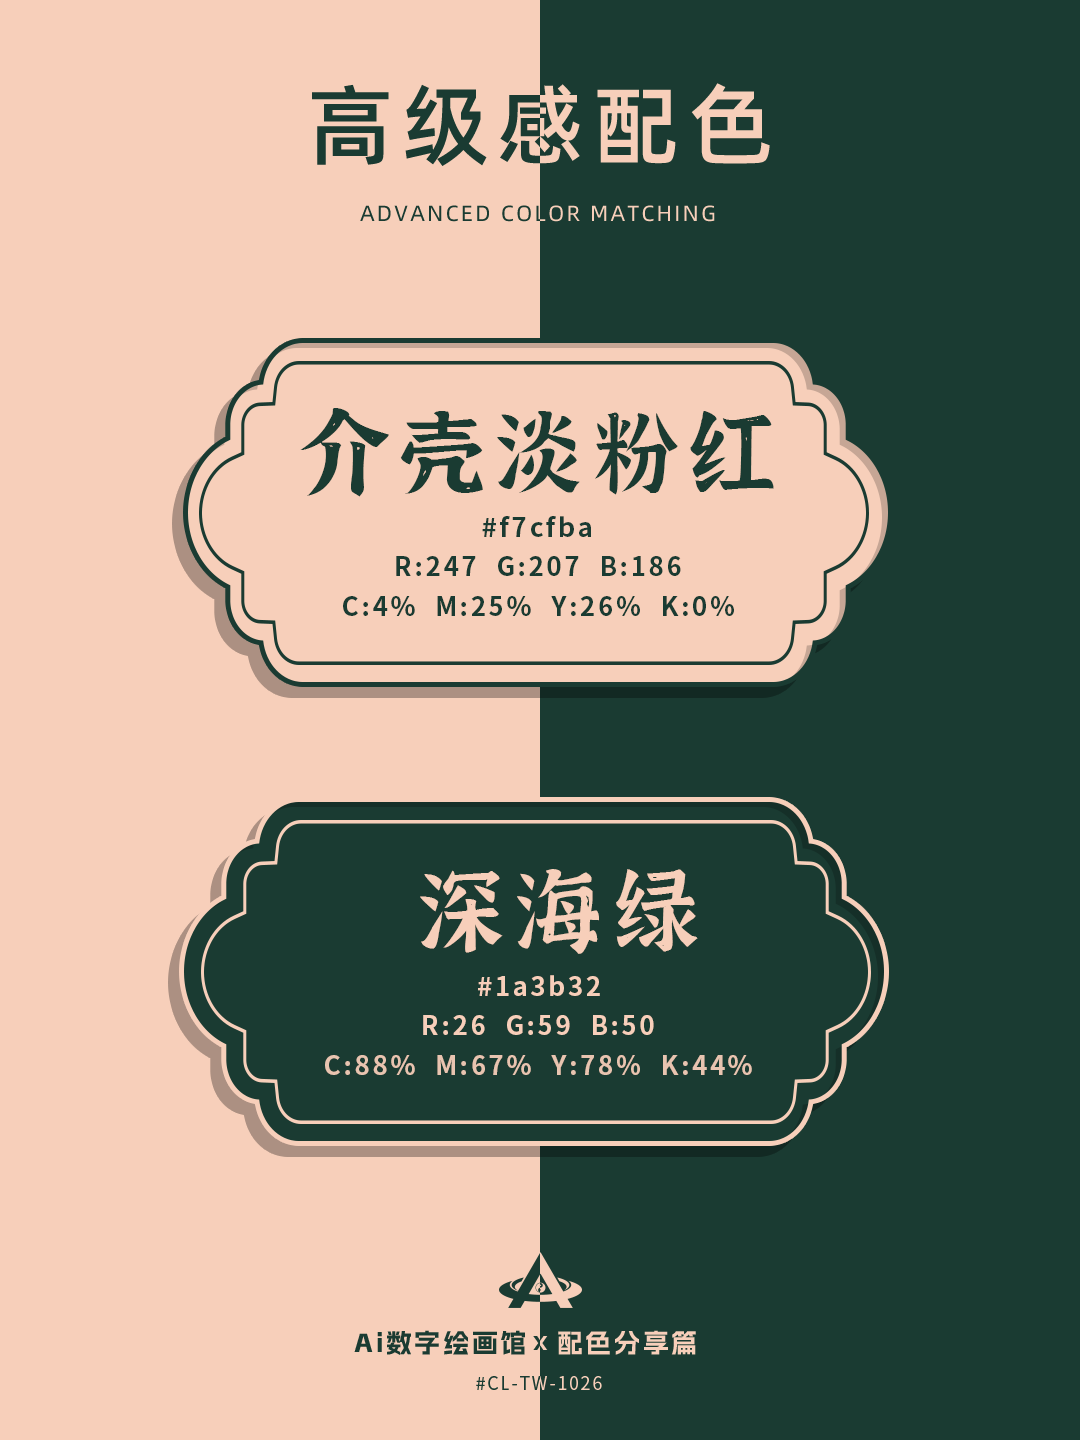 高级感配色
ADVANCED COLOR MATCHING
介壳淡粉红
#f7cfba
R:247 G:207 B:186
C:4% M:25% Y:26% K:0%
深海绿
#1a3b32
R:26 G:59 B:50
C:88% M:67% Y:78% K:44%
Ai数字绘画馆 x 配色分享篇
#CL-TW-1026